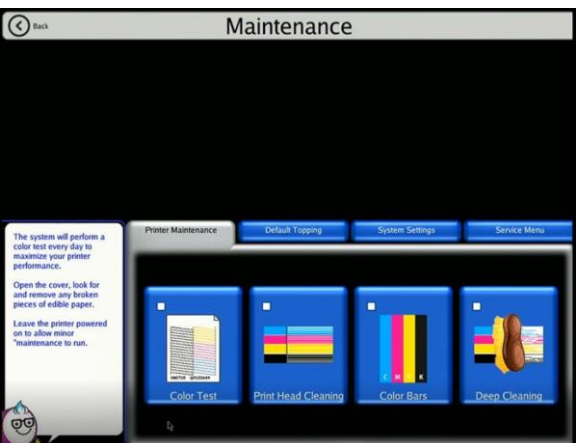 Back
Maintenance
The system will perform a
color test every day to
maximize your printer
performance.
Open the cover, look for
and remove any broken
pieces of edible paper.
Leave the printer powered
on to allow minor
"maintenance to run.
Printer Maintenance
Default Topping
System Settings
Service Menu
Color Test
Print Head Cleaning
C M Y K
Color Bars
Deep Cleaning